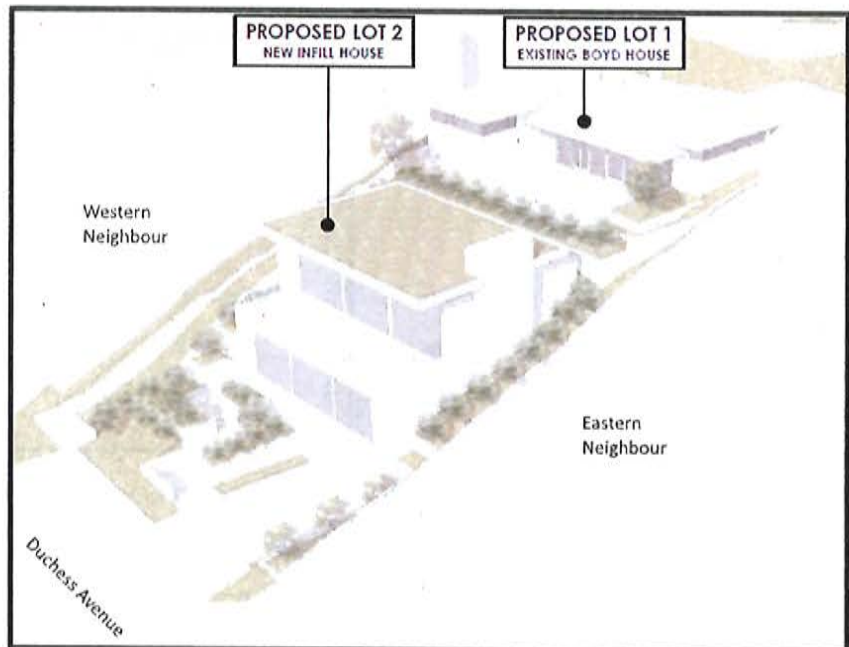 PROPOSED LOT 2
NEW INFILL HOUSE
PROPOSED LOT 1
EXISTING BOYD HOUSE
Western
Neighbour
Eastern
Neighbour
Duchess Avenue